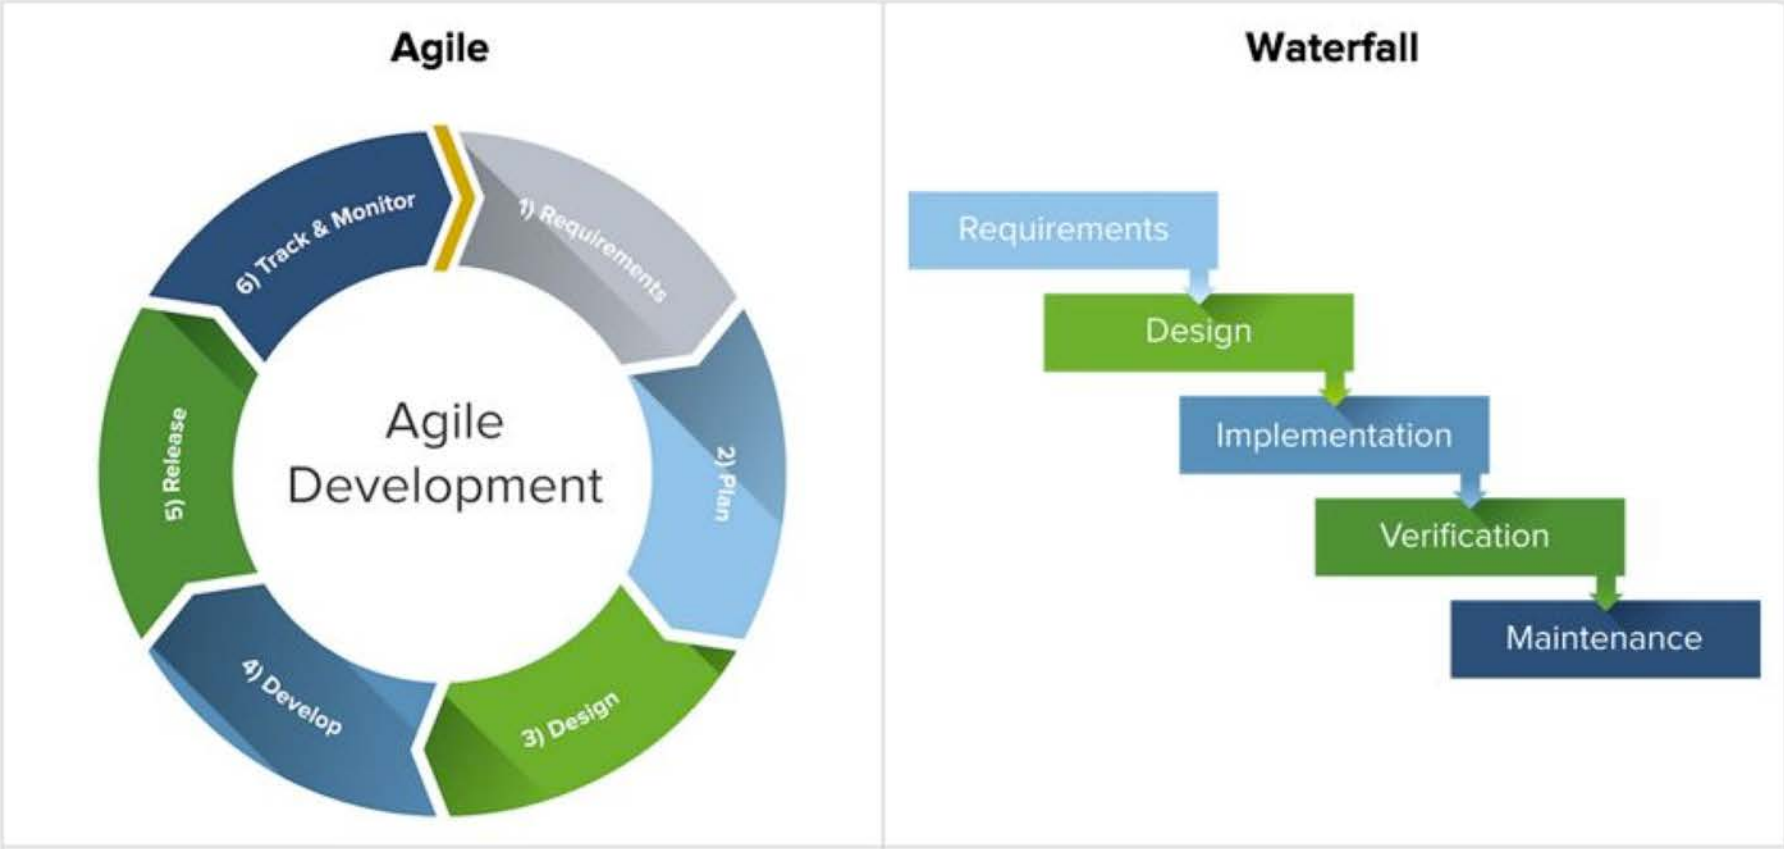 Agile
1) Requirements
2) Plan
3) Design
4) Develop
5) Release
6) Track & Monitor
Agile
Development
Waterfall
Requirements
Design
Implementation
Verification
Maintenance